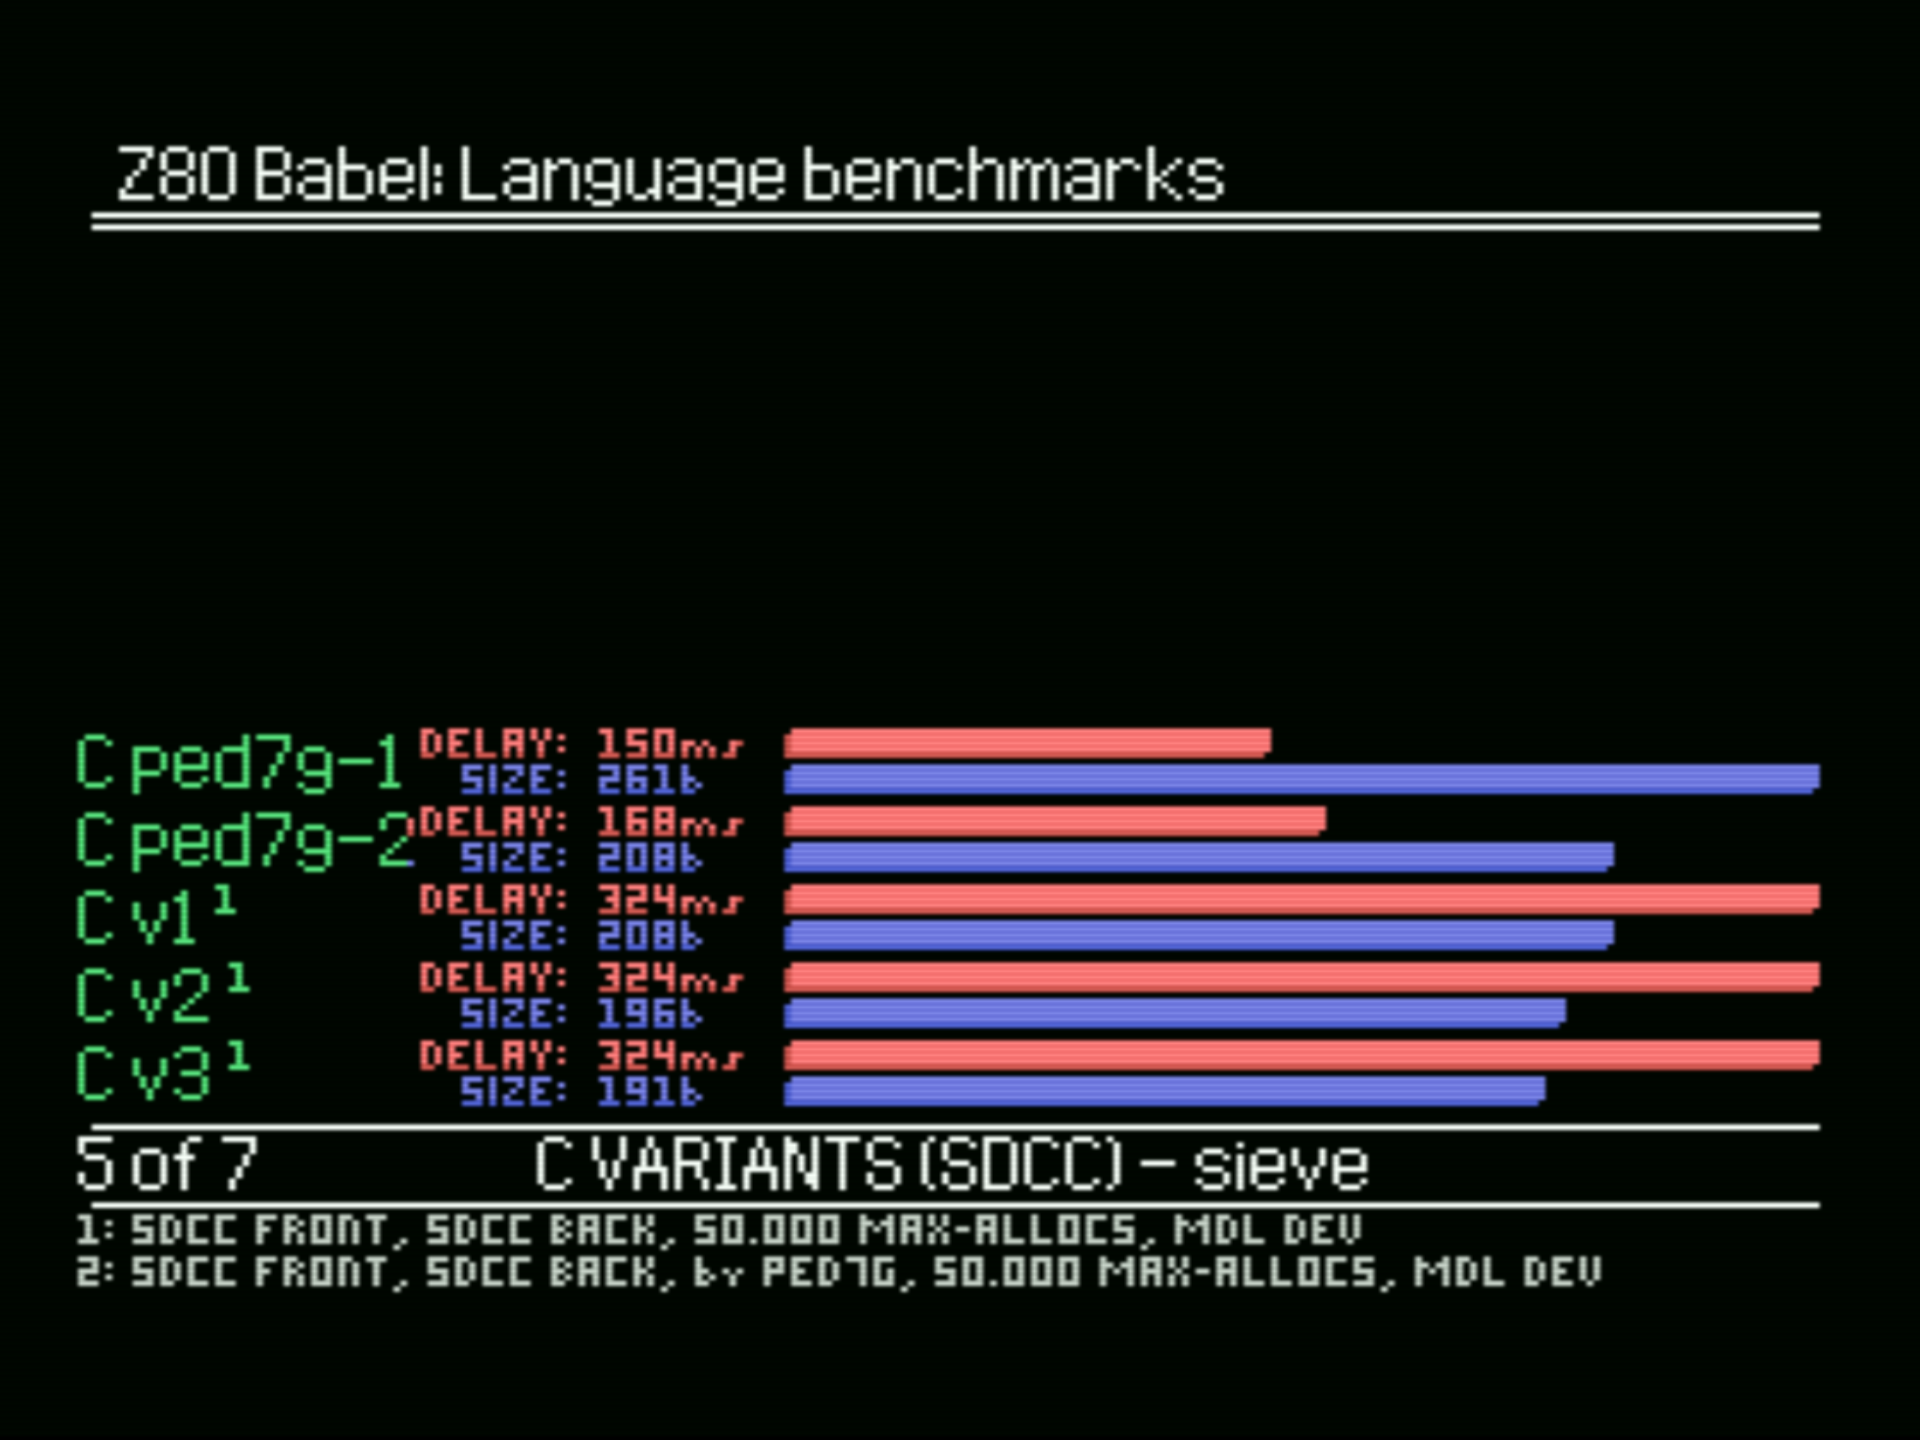 Z80 Babel: Language benchmarks
C ped7g-1 DELAY: 150ms
SIZE: 261b
C ped7g-2 DELAY: 168ms
SIZE: 208b
C v1 ¹ DELAY: 324ms
SIZE: 208b
C v2 ¹ DELAY: 324ms
SIZE: 196b
C v3 ¹ DELAY: 324ms
SIZE: 191b
5 of 7 C VARIANTS (SDCC) - sieve
1: SDCC FRONT, SDCC BACK, 50.000 MAX-ALLOCS, MDL DEV
2: SDCC FRONT, SDCC BACK, by PED7G, 50.000 MAX-ALLOCS, MDL DEV